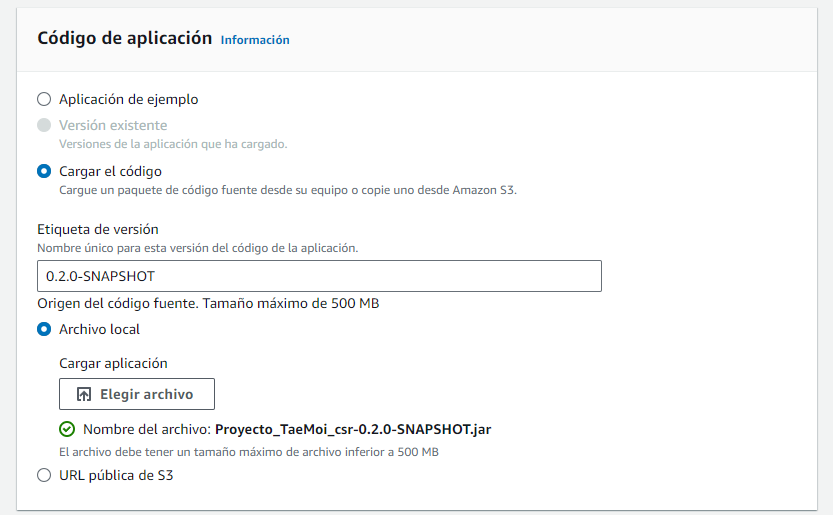 Código de aplicación Información
Aplicación de ejemplo
Versión existente
Versiones de la aplicación que ha cargado.
Cargar el código
Cargue un paquete de código fuente desde su equipo o copie uno desde Amazon S3.
Etiqueta de versión
Nombre único para esta versión del código de la aplicación.
0.2.0-SNAPSHOT
Origen del código fuente. Tamaño máximo de 500 MB
Archivo local
Cargar aplicación
Elegir archivo
Nombre del archivo: Proyecto_TaeMoi_csr-0.2.0-SNAPSHOT.jar
El archivo debe tener un tamaño máximo de archivo inferior a 500 MB
URL pública de S3